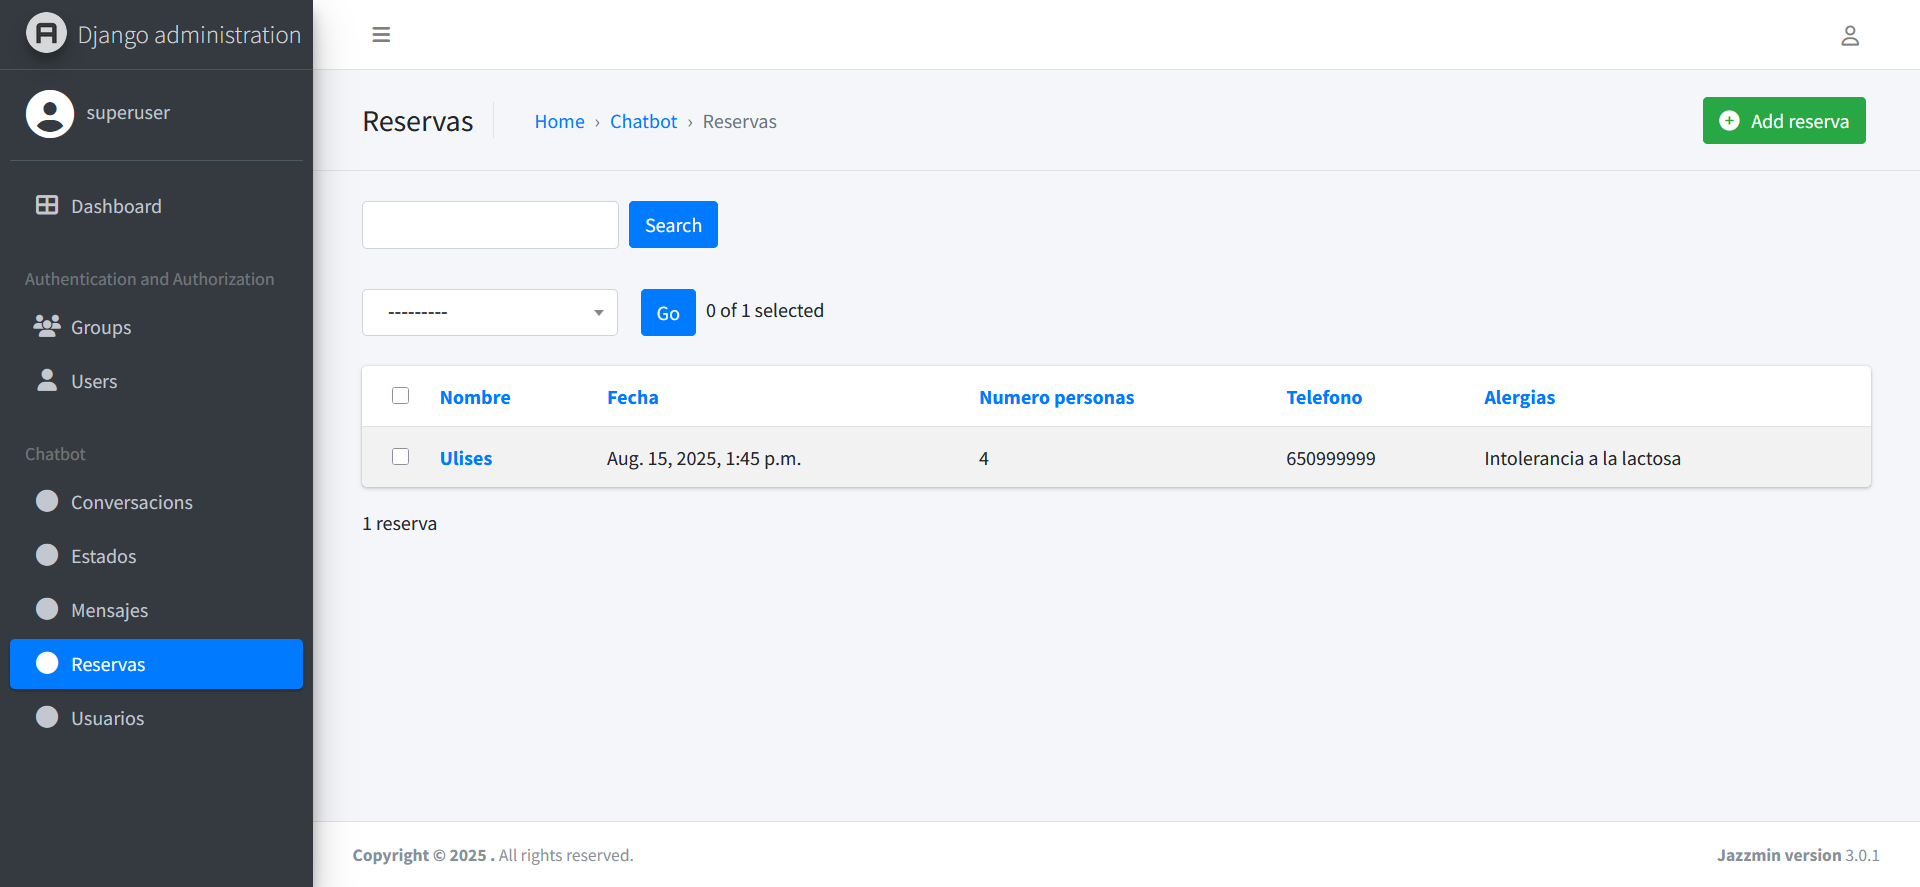 Django administration
superuser
Dashboard
Authentication and Authorization
Groups
Users
Chatbot
Conversacions
Estados
Mensajes
Reservas
Usuarios
Reservas
Home › Chatbot › Reservas
Add reserva
Search
---------
Go
0 of 1 selected
Nombre Fecha Numero personas Telefono Alergias
Ulises Aug. 15, 2025, 1:45 p.m. 4 650999999 Intolerancia a la lactosa
1 reserva
Copyright © 2025 . All rights reserved.
Jazzmin version 3.0.1